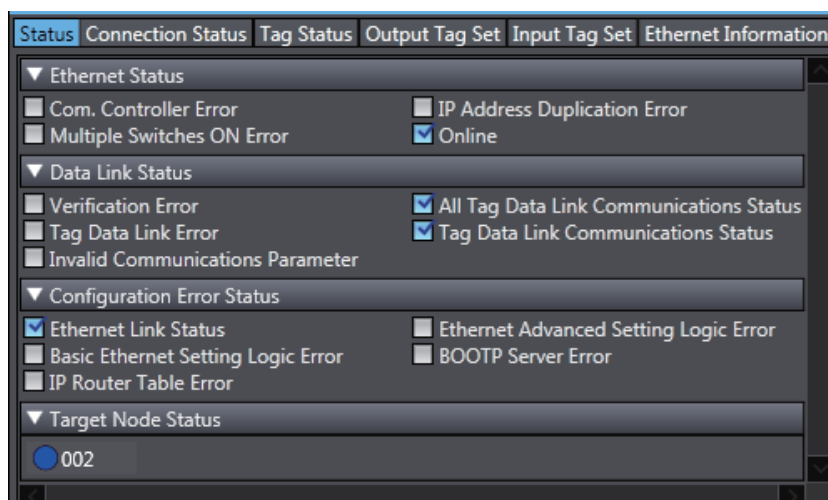 Status Connection Status Tag Status Output Tag Set Input Tag Set Ethernet Information
Ethernet Status
Com. Controller Error IP Address Duplication Error
Multiple Switches ON Error Online
Data Link Status
Verification Error All Tag Data Link Communications Status
Tag Data Link Error Tag Data Link Communications Status
Invalid Communications Parameter
Configuration Error Status
Ethernet Link Status Ethernet Advanced Setting Logic Error
Basic Ethernet Setting Logic Error BOOTP Server Error
IP Router Table Error
Target Node Status
002